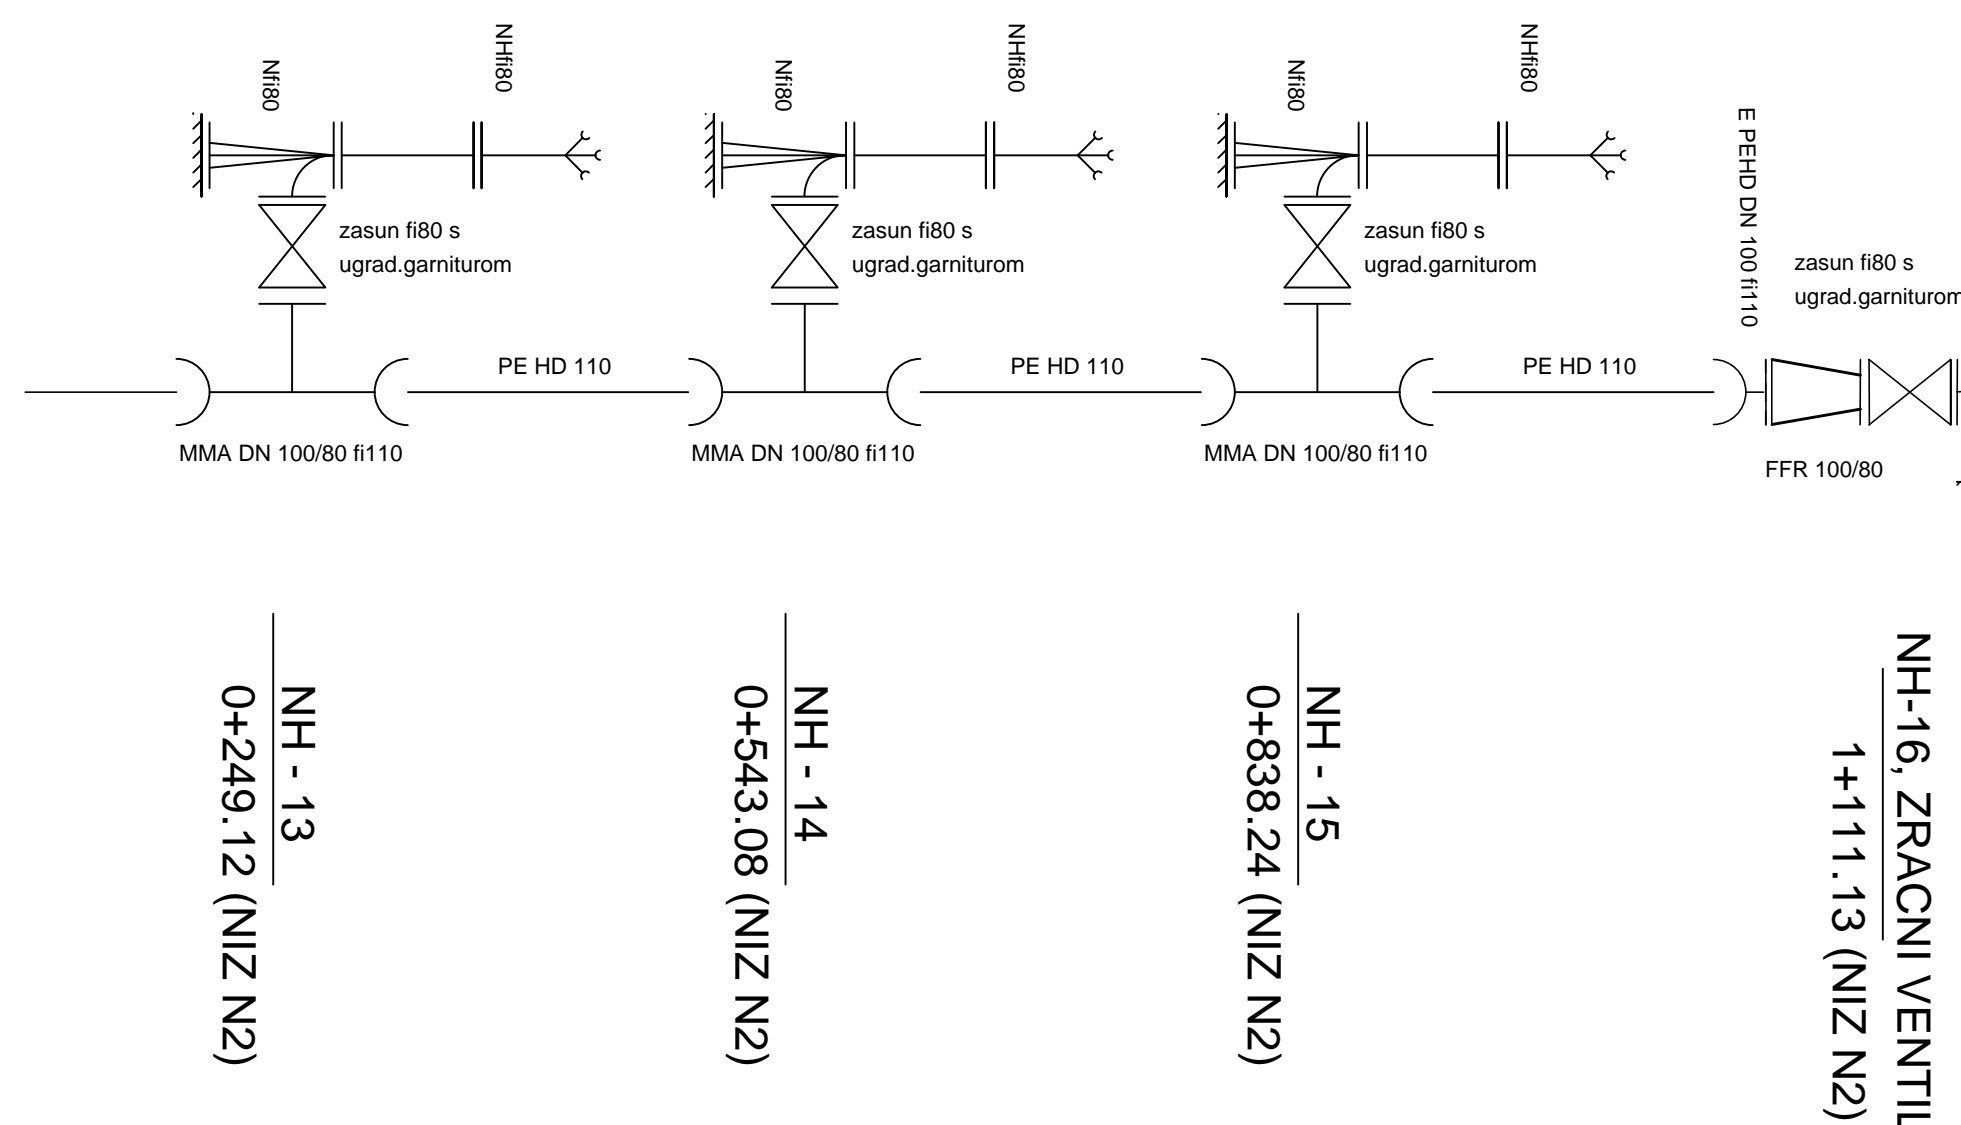 NHfi80
Nfi80
zasun fi80 s
ugrad.garniturom
PE HD 110
MMA DN 100/80 fi110
NH - 13
0+249.12 (NIZ N2)
NHfi80
Nfi80
zasun fi80 s
ugrad.garniturom
PE HD 110
MMA DN 100/80 fi110
NH - 14
0+543.08 (NIZ N2)
NHfi80
Nfi80
zasun fi80 s
ugrad.garniturom
PE HD 110
MMA DN 100/80 fi110
NH - 15
0+838.24 (NIZ N2)
E PEHD DN 100 fi110
zasun fi80 s
ugrad.garniturom
FFR 100/80
NH-16, ZRACNI VENTIL
1+111.13 (NIZ N2)